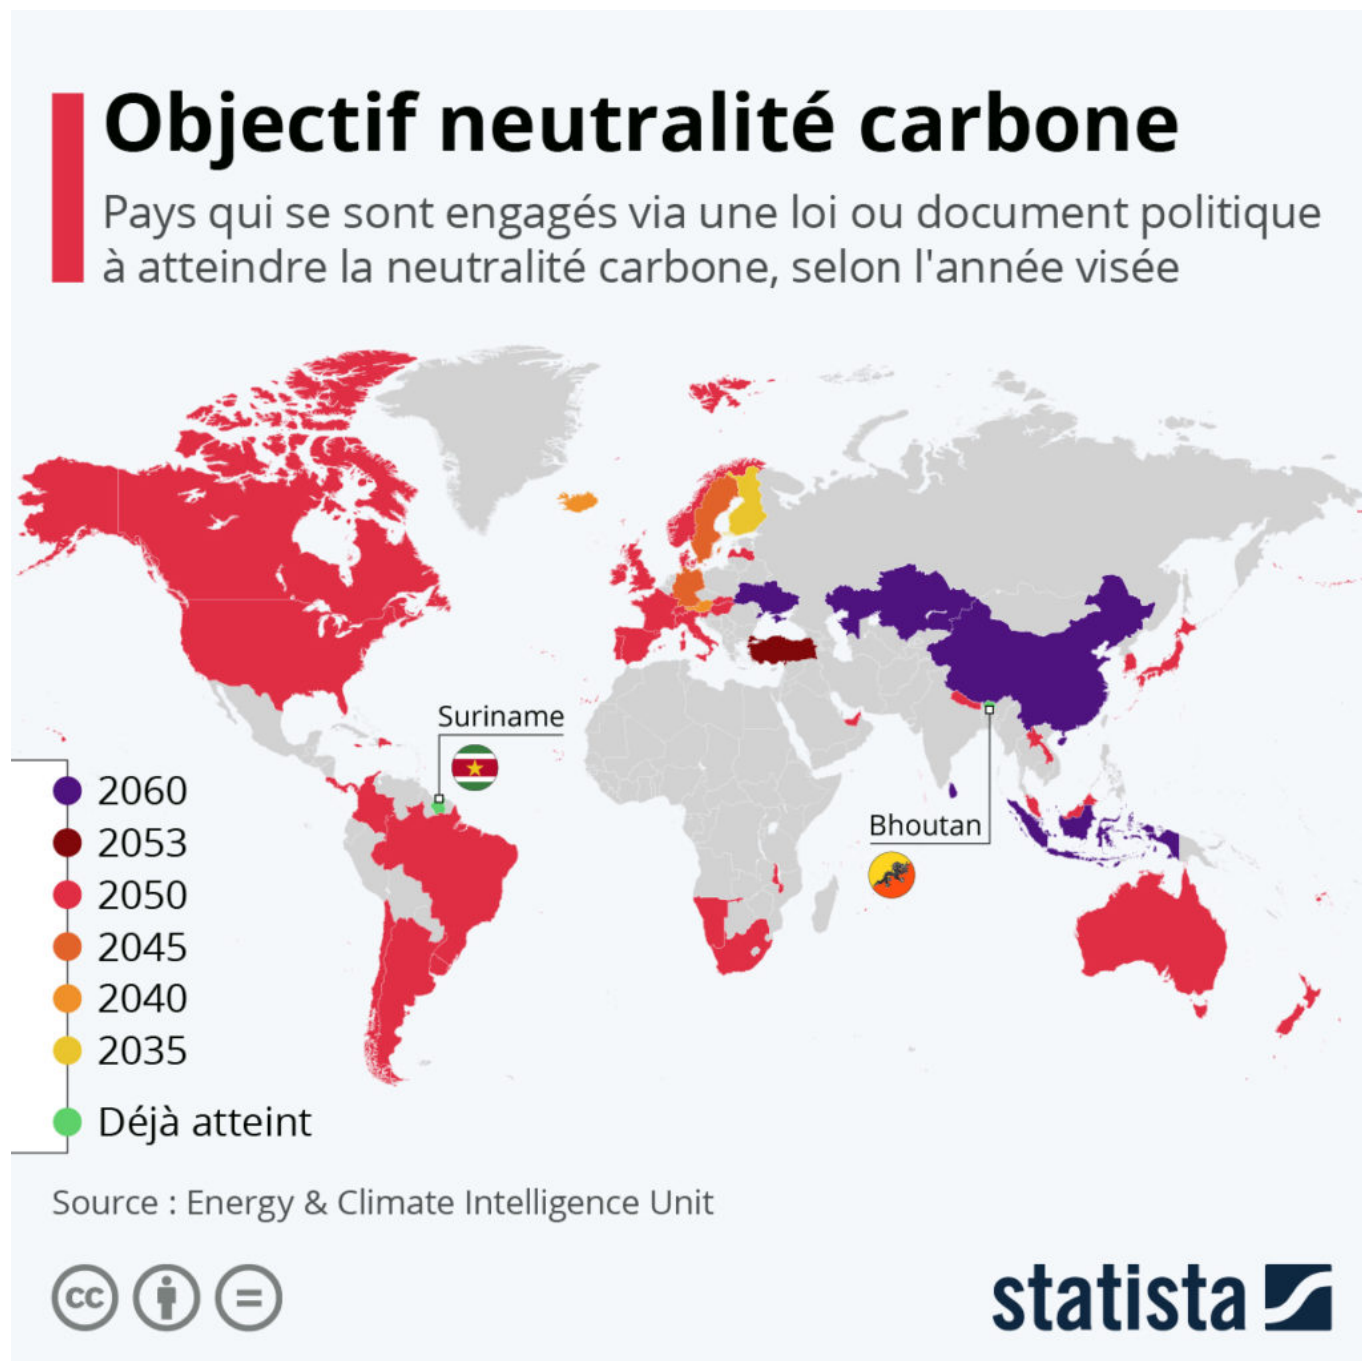 Objectif neutralité carbone
Pays qui se sont engagés via une loi ou document politique
à atteindre la neutralité carbone, selon l'année visée
Suriname
Bhoutan
2060
2053
2050
2045
2040
2035
Déjà atteint
Source : Energy & Climate Intelligence Unit
cc
statista